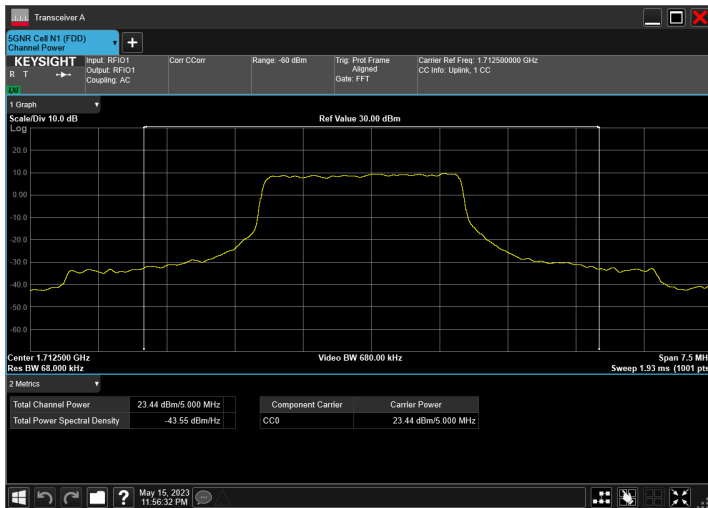 Transceiver A
5GNR Cell N1 (FDD)
Channel Power
KEYSIGHT
R T
LXI
Input: RFIO1
Output: RFIO1
Coupling: AC
Corr CCorr
Range: -60 dBm
Trig: Prot Frame
Aligned
Gate: FFT
Carrier Ref Freq: 1.712500000 GHz
CC Info: Uplink, 1 CC
1 Graph
Scale/Div 10.0 dB
Ref Value 30.00 dBm
Log
20.0
10.0
0.00
-10.0
-20.0
-30.0
-40.0
-50.0
-60.0
Center 1.712500 GHz
Video BW 680.00 kHz
Span 7.5 MH
Res BW 68.000 kHz
Sweep 1.93 ms (1001 pts
2 Metrics
Total Channel Power 23.44 dBm/5.000 MHz
Total Power Spectral Density -43.55 dBm/Hz
Component Carrier Carrier Power
CC0 23.44 dBm/5.000 MHz
?
May 15, 2023
11:56:32 PM